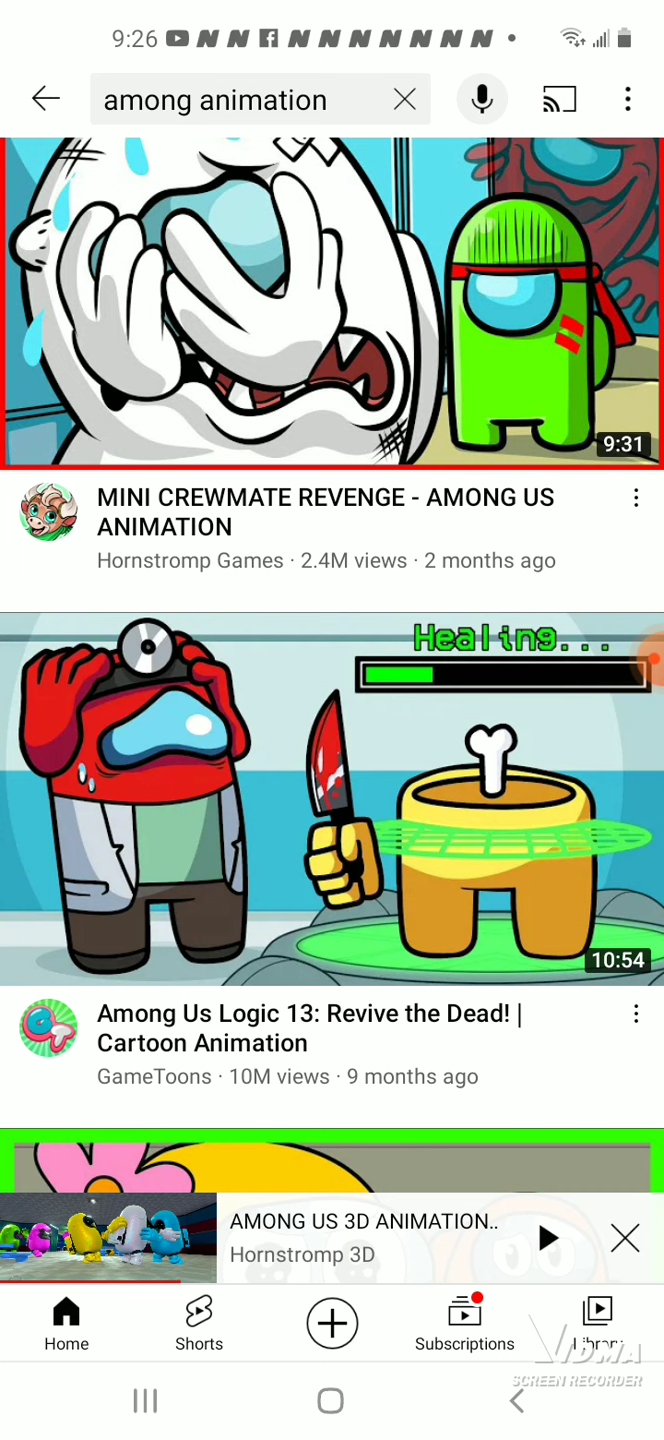 9:26
among animation
9:31
MINI CREWMATE REVENGE - AMONG US
ANIMATION
Hornstromp Games · 2.4M views · 2 months ago
Healing...
10:54
Among Us Logic 13: Revive the Dead! |
Cartoon Animation
GameToons · 10M views · 9 months ago
AMONG US 3D ANIMATION..
Hornstromp 3D
Home
Shorts
Subscriptions
Library
VIDMA
SCREEN RECORDER